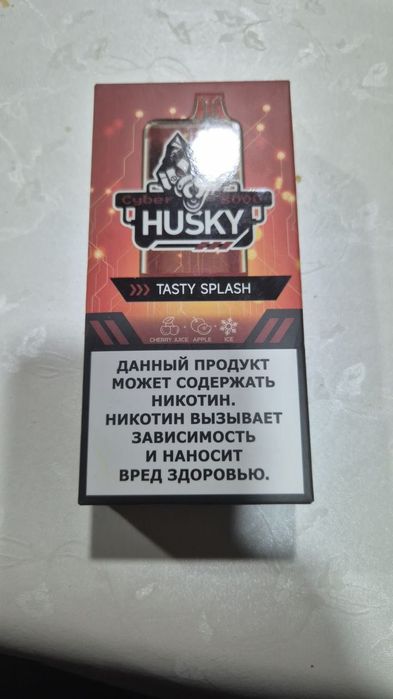 Cyber 8000
HUSKY
TASTY SPLASH
CHERRY JUICE APPLE ICE
ДАННЫЙ ПРОДУКТ
МОЖЕТ СОДЕРЖАТЬ
НИКОТИН.
НИКОТИН ВЫЗЫВАЕТ
ЗАВИСИМОСТЬ
И НАНОСИТ
ВРЕД ЗДОРОВЬЮ.